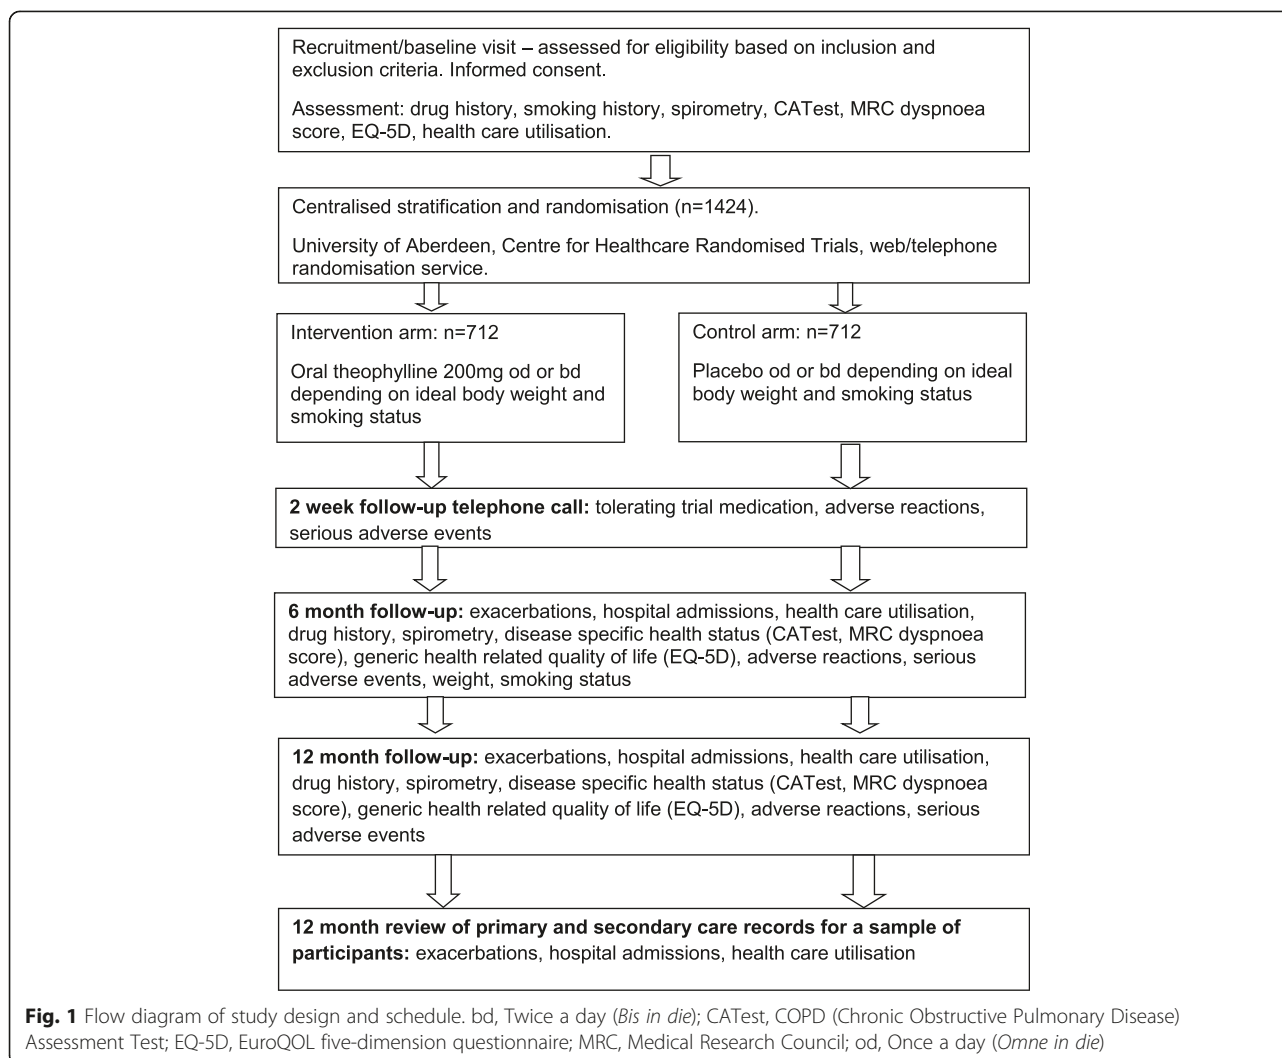 Recruitment/baseline visit – assessed for eligibility based on inclusion and
exclusion criteria. Informed consent.
Assessment: drug history, smoking history, spirometry, CATest, MRC dyspnoea
score, EQ-5D, health care utilisation.
Centralised stratification and randomisation (n=1424).
University of Aberdeen, Centre for Healthcare Randomised Trials, web/telephone
randomisation service.
Intervention arm: n=712
Oral theophylline 200mg od or bd
depending on ideal body weight and
smoking status
Control arm: n=712
Placebo od or bd depending on ideal
body weight and smoking status
2 week follow-up telephone call: tolerating trial medication, adverse reactions,
serious adverse events
6 month follow-up: exacerbations, hospital admissions, health care utilisation,
drug history, spirometry, disease specific health status (CATest, MRC dyspnoea
score), generic health related quality of life (EQ-5D), adverse reactions, serious
adverse events, weight, smoking status
12 month follow-up: exacerbations, hospital admissions, health care utilisation,
drug history, spirometry, disease specific health status (CATest, MRC dyspnoea
score), generic health related quality of life (EQ-5D), adverse reactions, serious
adverse events
12 month review of primary and secondary care records for a sample of
participants: exacerbations, hospital admissions, health care utilisation
Fig. 1 Flow diagram of study design and schedule. bd, Twice a day (Bis in die); CATest, COPD (Chronic Obstructive Pulmonary Disease)
Assessment Test; EQ-5D, EuroQOL five-dimension questionnaire; MRC, Medical Research Council; od, Once a day (Omne in die)